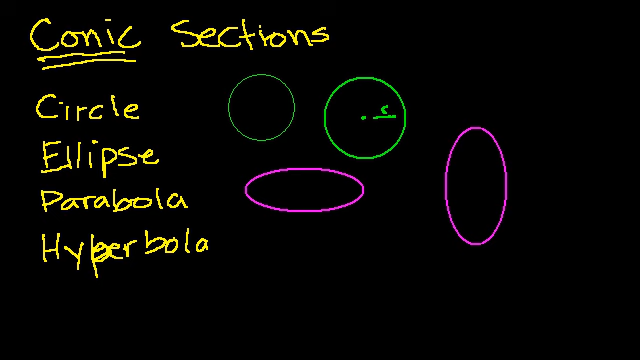 Conic Sections
Circle
Ellipse
Parabola
Hyperbola